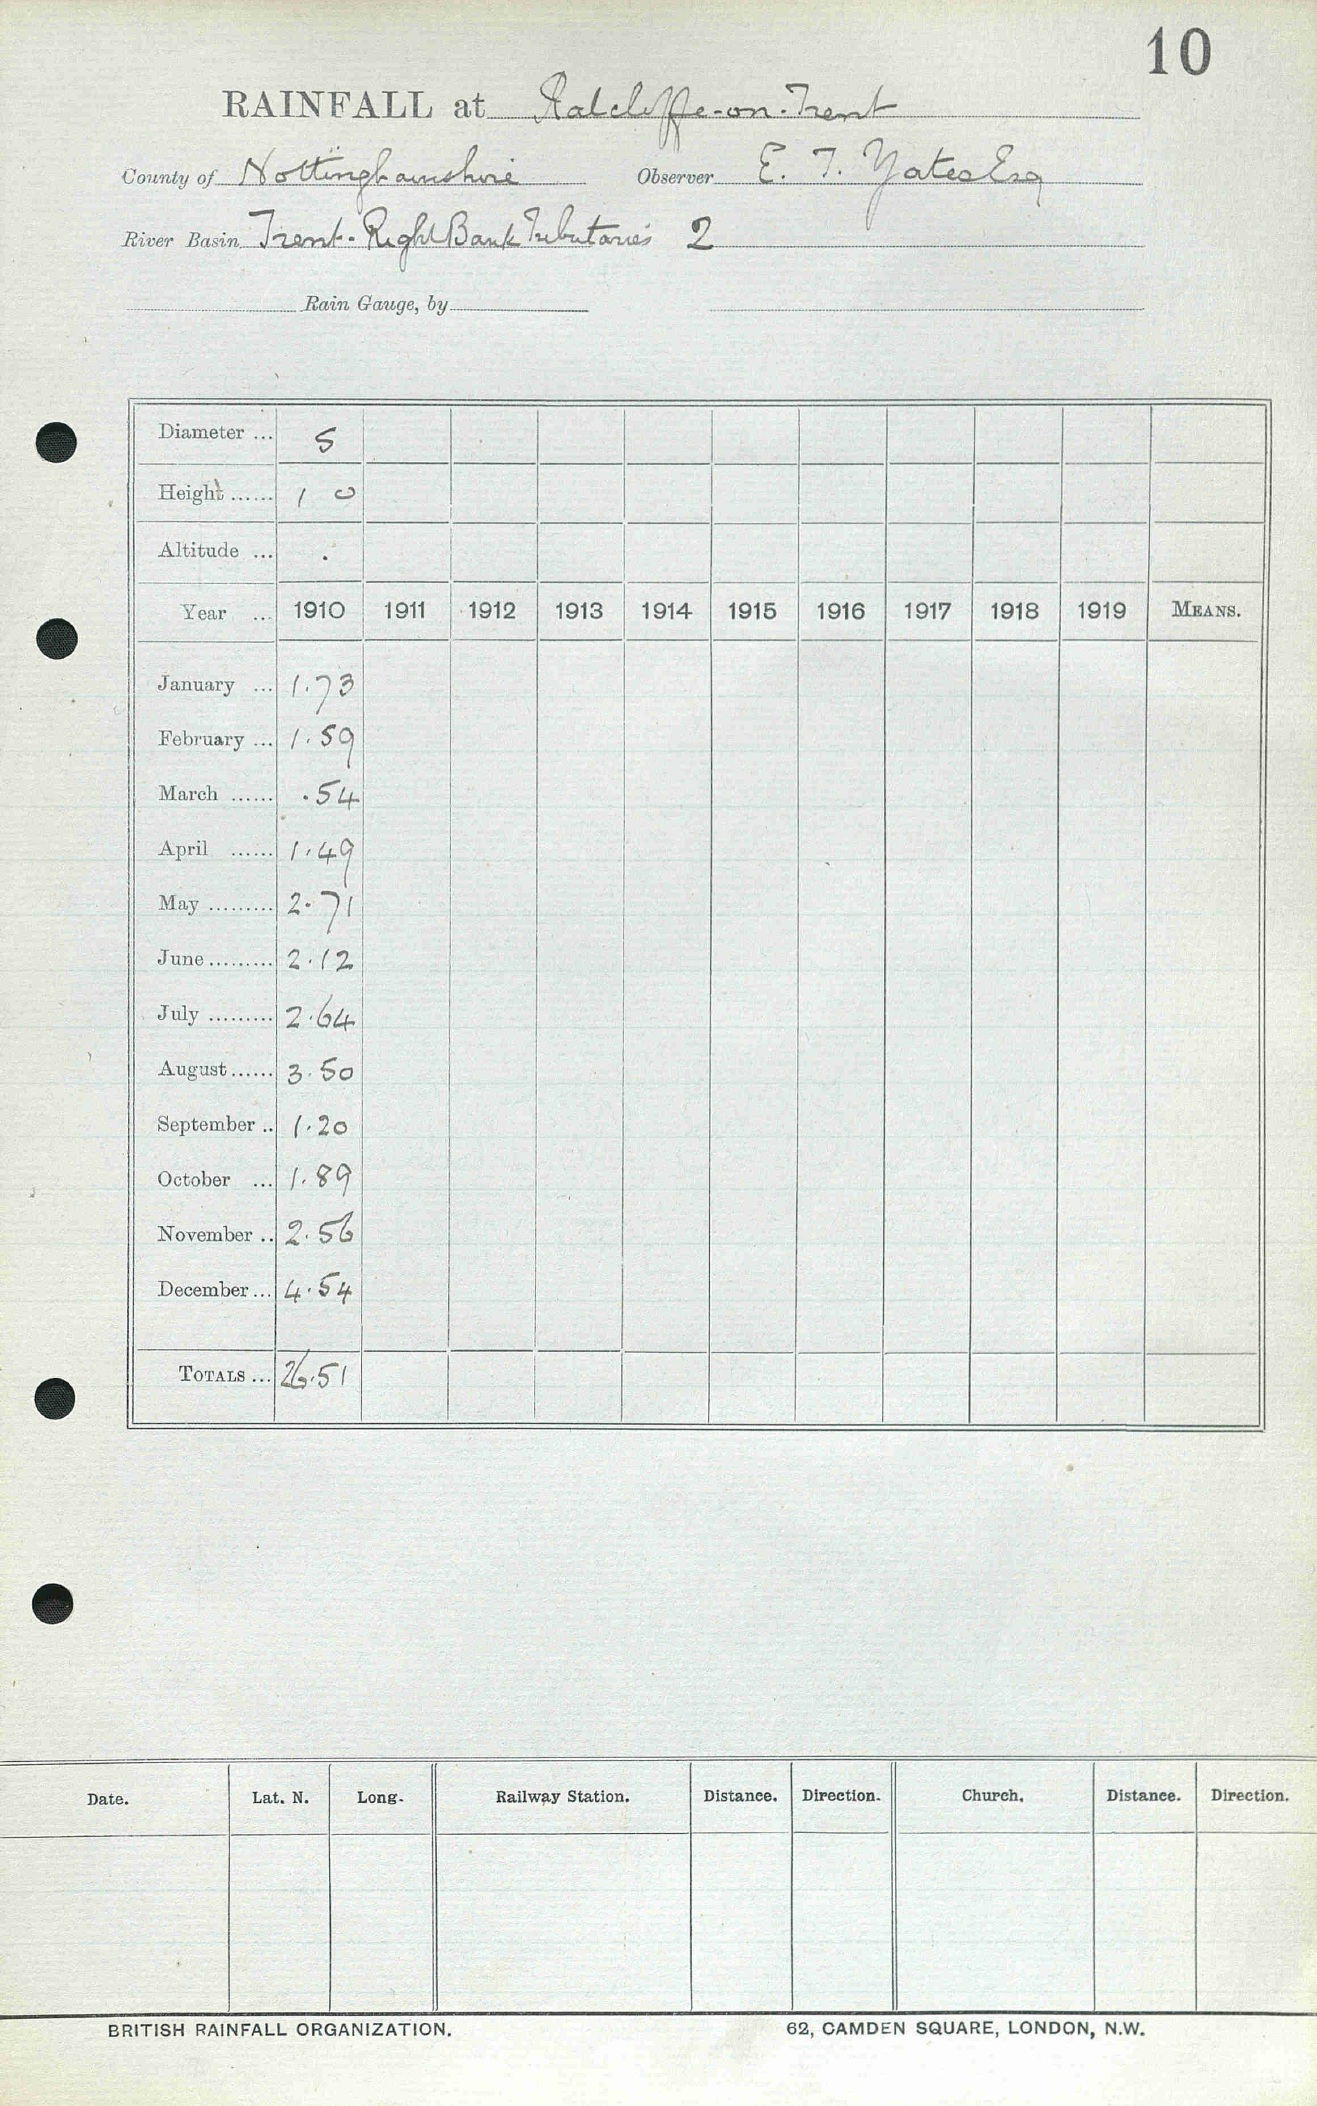 10
RAINFALL at Ratcliffe-on-Trent
County of Nottinghamshire Observer E. T. Yates Esq
River Basin Trent-Right Bank Tributaries 2
Rain Gauge, by
Diameter ... 5
Height ...... 1 0
Altitude ... .
Year ... 1910 1911 1912 1913 1914 1915 1916 1917 1918 1919 MEANS.
January ... 1.73
February ... 1.59
March ...... .54
April ...... 1.49
May ......... 2.71
June ......... 2.12
July ......... 2.64
August ...... 3.50
September .. 1.20
October ... 1.89
November .. 2.56
December ... 4.54
TOTALS ... 26.51
Date. Lat. N. Long. Railway Station. Distance. Direction. Church. Distance. Direction.
BRITISH RAINFALL ORGANIZATION. 62, CAMDEN SQUARE, LONDON, N.W.